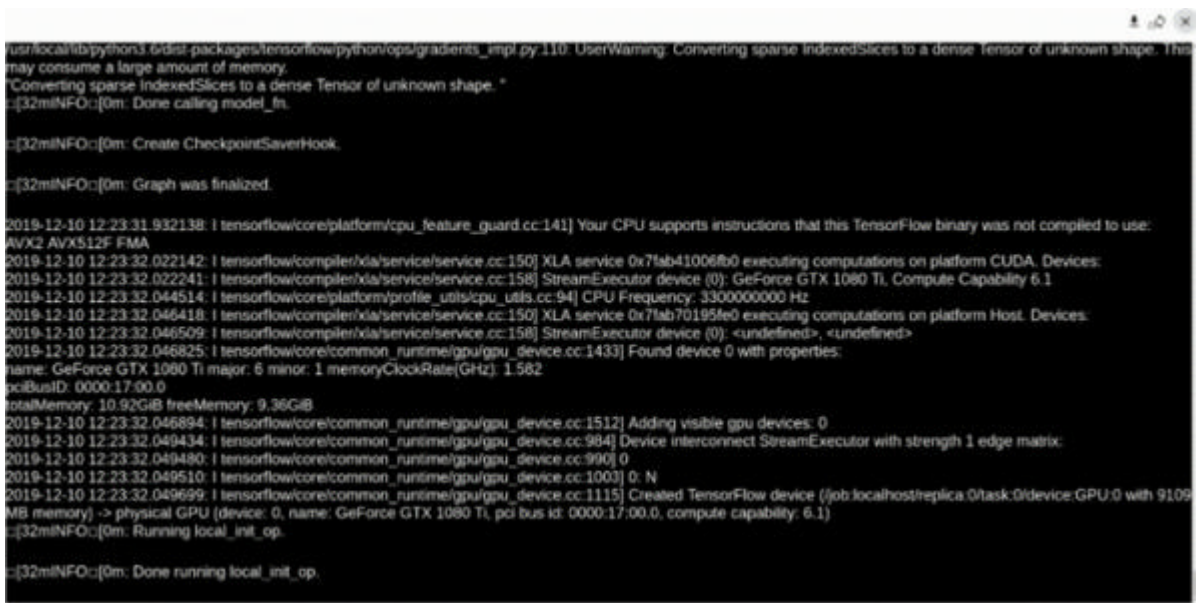 /usr/local/lib/python3.6/dist-packages/tensorflow/python/ops/gradients_impl.py:110: UserWarning: Converting sparse IndexedSlices to a dense Tensor of unknown shape. This
may consume a large amount of memory.
"Converting sparse IndexedSlices to a dense Tensor of unknown shape. "
□[32mINFO□[0m: Done calling model_fn.
□[32mINFO□[0m: Create CheckpointSaverHook.
□[32mINFO□[0m: Graph was finalized.
2019-12-10 12:23:31.932138: I tensorflow/core/platform/cpu_feature_guard.cc:141] Your CPU supports instructions that this TensorFlow binary was not compiled to use:
AVX2 AVX512F FMA
2019-12-10 12:23:32.022142: I tensorflow/compiler/xla/service/service.cc:150] XLA service 0x7fab41006fb0 executing computations on platform CUDA. Devices:
2019-12-10 12:23:32.022241: I tensorflow/compiler/xla/service/service.cc:158] StreamExecutor device (0): GeForce GTX 1080 Ti, Compute Capability 6.1
2019-12-10 12:23:32.044514: I tensorflow/core/platform/profile_utils/cpu_utils.cc:94] CPU Frequency: 3300000000 Hz
2019-12-10 12:23:32.046418: I tensorflow/compiler/xla/service/service.cc:150] XLA service 0x7fab70195fe0 executing computations on platform Host. Devices:
2019-12-10 12:23:32.046509: I tensorflow/compiler/xla/service/service.cc:158] StreamExecutor device (0): <undefined>, <undefined>
2019-12-10 12:23:32.046825: I tensorflow/core/common_runtime/gpu/gpu_device.cc:1433] Found device 0 with properties:
name: GeForce GTX 1080 Ti major: 6 minor: 1 memoryClockRate(GHz): 1.582
pciBusID: 0000:17:00.0
totalMemory: 10.92GiB freeMemory: 9.36GiB
2019-12-10 12:23:32.046894: I tensorflow/core/common_runtime/gpu/gpu_device.cc:1512] Adding visible gpu devices: 0
2019-12-10 12:23:32.049434: I tensorflow/core/common_runtime/gpu/gpu_device.cc:984] Device interconnect StreamExecutor with strength 1 edge matrix:
2019-12-10 12:23:32.049480: I tensorflow/core/common_runtime/gpu/gpu_device.cc:990] 0
2019-12-10 12:23:32.049510: I tensorflow/core/common_runtime/gpu/gpu_device.cc:1003] 0: N
2019-12-10 12:23:32.049699: I tensorflow/core/common_runtime/gpu/gpu_device.cc:1115] Created TensorFlow device (/job:localhost/replica:0/task:0/device:GPU:0 with 9109
MB memory) -> physical GPU (device: 0, name: GeForce GTX 1080 Ti, pci bus id: 0000:17:00.0, compute capability: 6.1)
□[32mINFO□[0m: Running local_init_op.
□[32mINFO□[0m: Done running local_init_op.